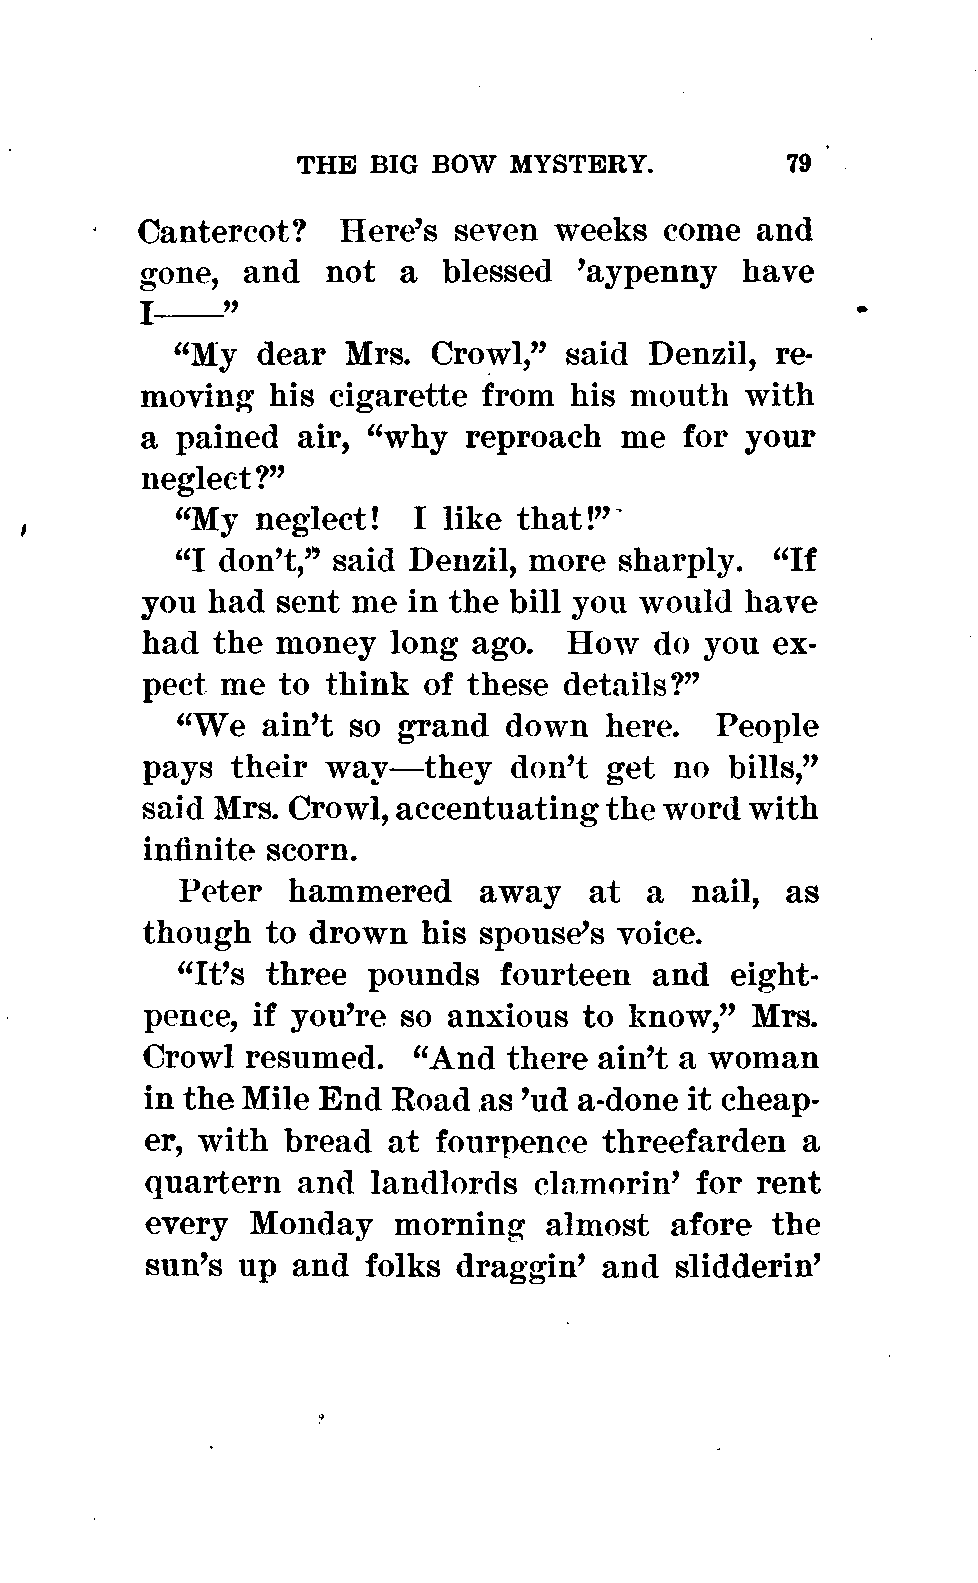 THE BIG BOW MYSTERY. 79
Cantercot? Here’s seven weeks come and
gone, and not a blessed ’aypenny have
I——”
“My dear Mrs. Crowl,” said Denzil, re-
moving his cigarette from his mouth with
a pained air, “why reproach me for your
neglect?”
“My neglect! I like that!”
“I don’t,” said Denzil, more sharply. “If
you had sent me in the bill you would have
had the money long ago. How do you ex-
pect me to think of these details?”
“We ain’t so grand down here. People
pays their way—they don’t get no bills,”
said Mrs. Crowl, accentuating the word with
infinite scorn.
Peter hammered away at a nail, as
though to drown his spouse’s voice.
“It’s three pounds fourteen and eight-
pence, if you’re so anxious to know,” Mrs.
Crowl resumed. “And there ain’t a woman
in the Mile End Road as ’ud a-done it cheap-
er, with bread at fourpence threefarden a
quartern and landlords clamorin’ for rent
every Monday morning almost afore the
sun’s up and folks draggin’ and slidderin’